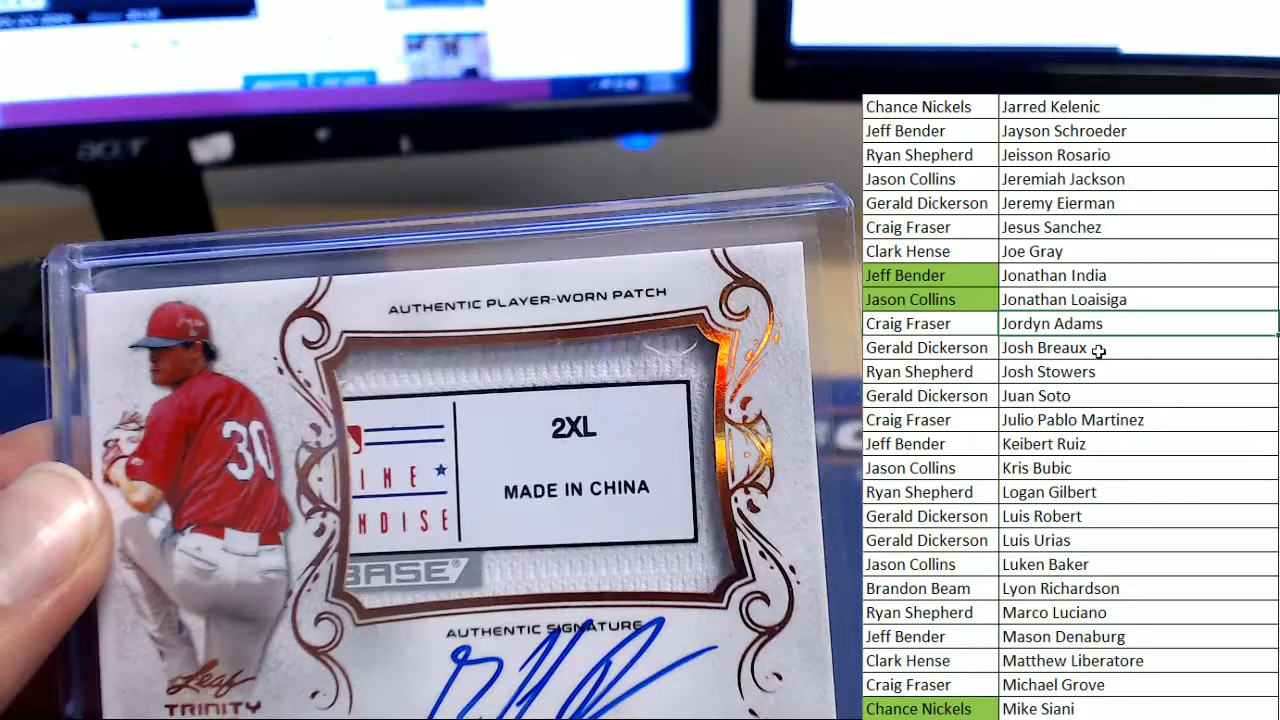 acer
AUTHENTIC PLAYER-WORN PATCH
30
2XL
INE
MADE IN CHINA
NDISE
BASE®
AUTHENTIC SIGNATURE
Leaf
TRINITY
Chance Nickels Jarred Kelenic
Jeff Bender Jayson Schroeder
Ryan Shepherd Jeisson Rosario
Jason Collins Jeremiah Jackson
Gerald Dickerson Jeremy Eierman
Craig Fraser Jesus Sanchez
Clark Hense Joe Gray
Jeff Bender Jonathan India
Jason Collins Jonathan Loaisiga
Craig Fraser Jordyn Adams
Gerald Dickerson Josh Breaux
Ryan Shepherd Josh Stowers
Gerald Dickerson Juan Soto
Craig Fraser Julio Pablo Martinez
Jeff Bender Keibert Ruiz
Jason Collins Kris Bubic
Ryan Shepherd Logan Gilbert
Gerald Dickerson Luis Robert
Gerald Dickerson Luis Urias
Jason Collins Luken Baker
Brandon Beam Lyon Richardson
Ryan Shepherd Marco Luciano
Jeff Bender Mason Denaburg
Clark Hense Matthew Liberatore
Craig Fraser Michael Grove
Chance Nickels Mike Siani